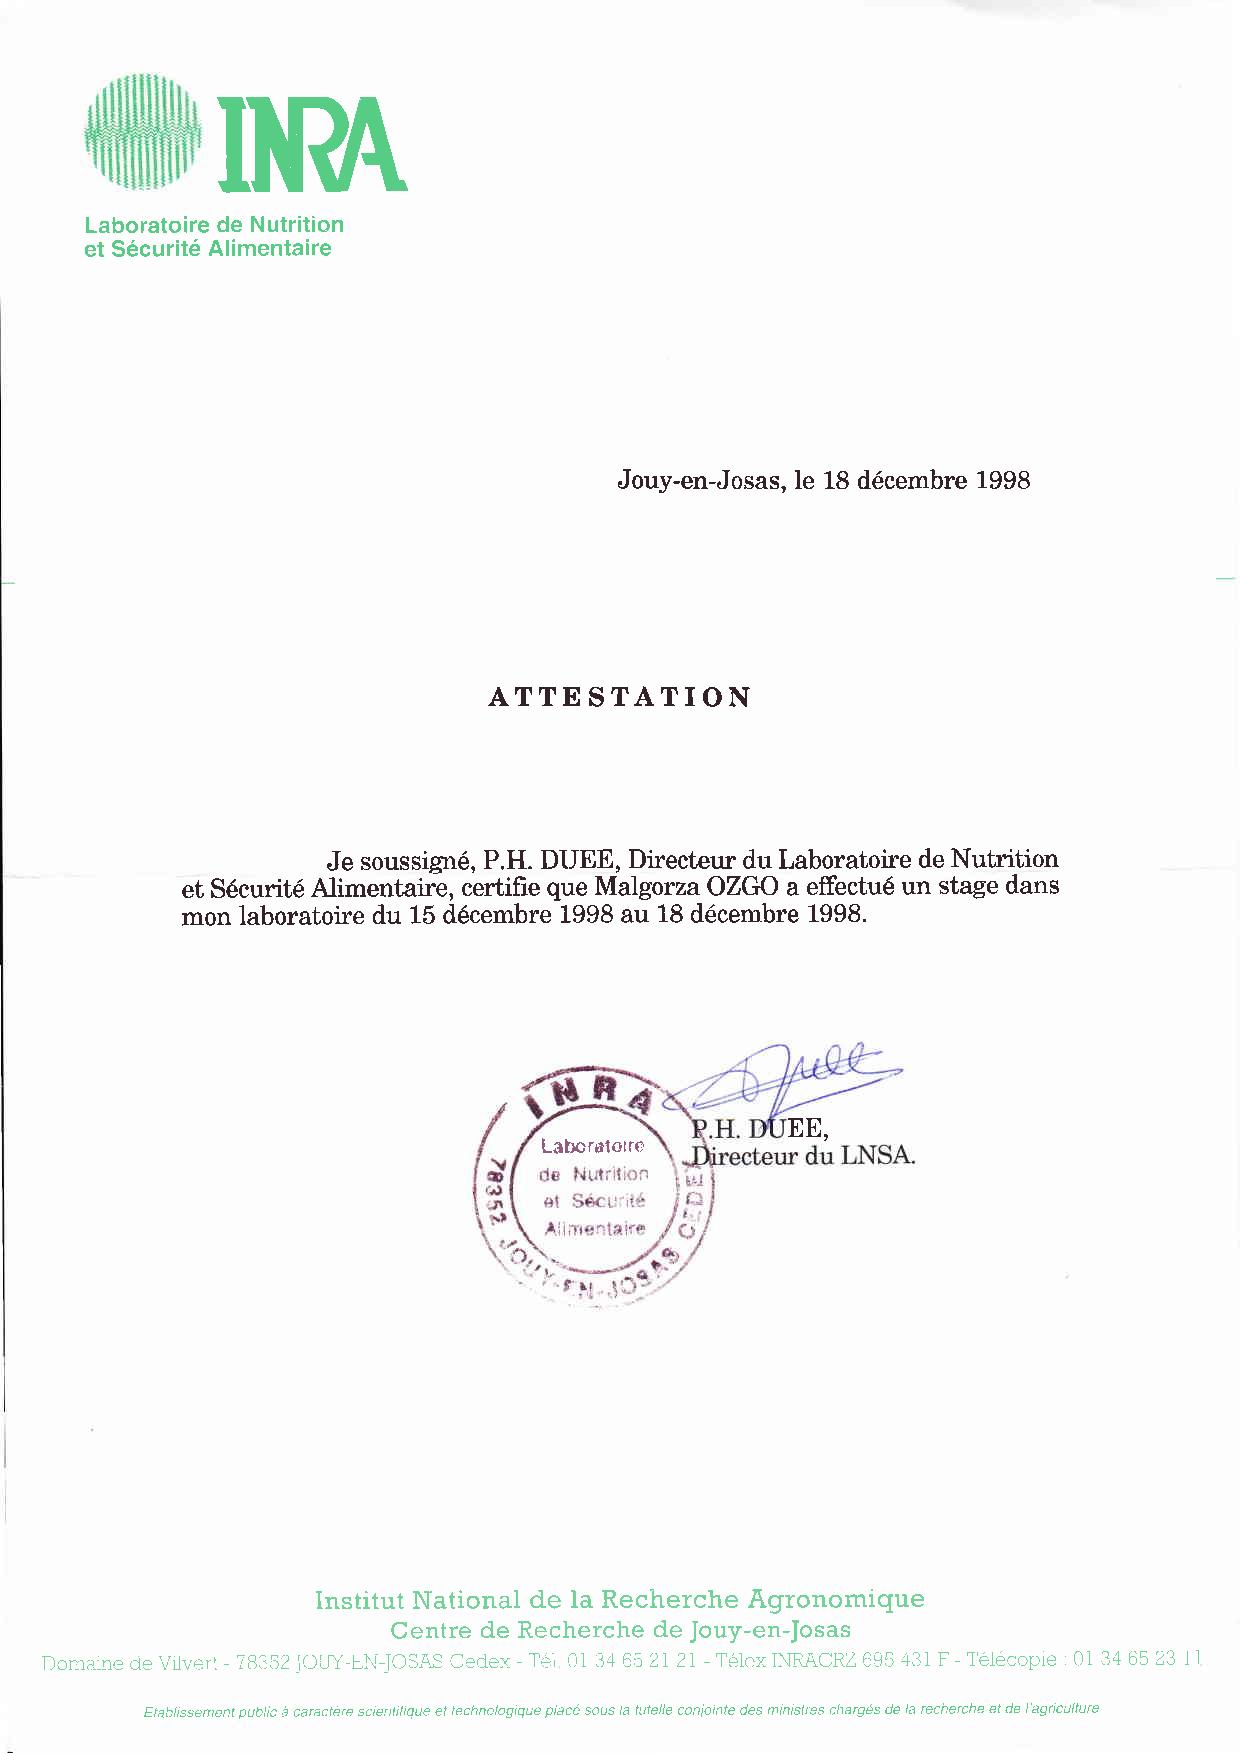 INRA
Laboratoire de Nutrition
et Sécurité Alimentaire
Jouy-en-Josas, le 18 décembre 1998
ATTESTATION
Je soussigné, P.H. DUEE, Directeur du Laboratoire de Nutrition
et Sécurité Alimentaire, certifie que Malgorza OZGO a effectué un stage dans
mon laboratoire du 15 décembre 1998 au 18 décembre 1998.
P.H. DUEE,
Directeur du LNSA.
INRA
Laboratoire
de Nutrition
et Sécurité
Alimentaire
78352 JOUY-EN-JOSAS CEDEX
Institut National de la Recherche Agronomique
Centre de Recherche de Jouy-en-Josas
Domaine de Vilvert - 78352 JOUY-EN-JOSAS Cedex - Tél. 01 34 65 21 21 - Télex INRACRZ 695 431 F - Télécopie : 01 34 65 23 11
Etablissement public à caractère scientifique et technologique placé sous la tutelle conjointe des ministres chargés de la recherche et de l'agriculture